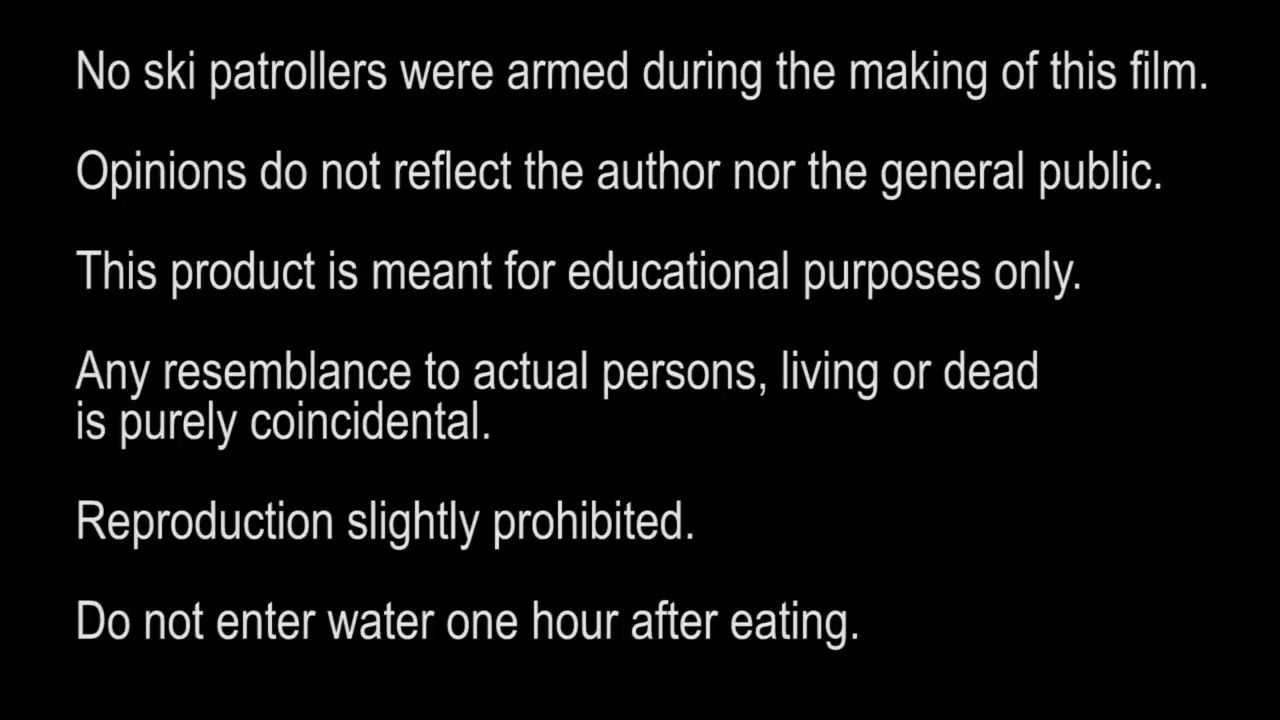 No ski patrollers were armed during the making of this film.
Opinions do not reflect the author nor the general public.
This product is meant for educational purposes only.
Any resemblance to actual persons, living or dead
is purely coincidental.
Reproduction slightly prohibited.
Do not enter water one hour after eating.